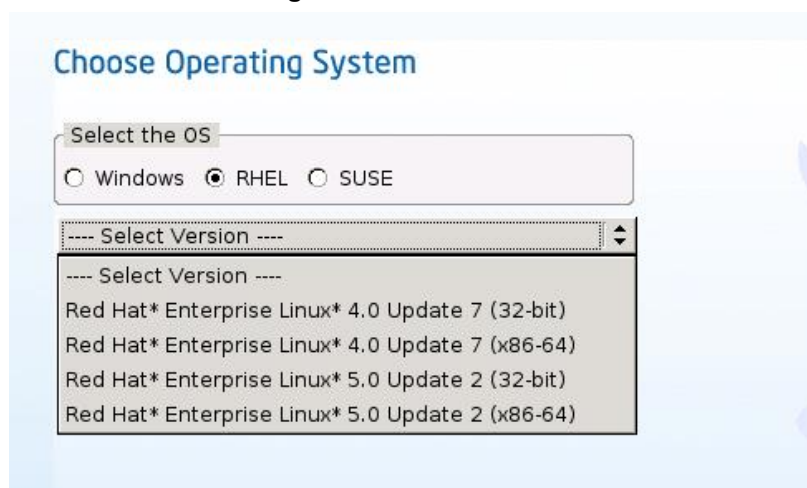 Choose Operating System
Select the OS
Windows RHEL SUSE
---- Select Version ----
---- Select Version ----
Red Hat* Enterprise Linux* 4.0 Update 7 (32-bit)
Red Hat* Enterprise Linux* 4.0 Update 7 (x86-64)
Red Hat* Enterprise Linux* 5.0 Update 2 (32-bit)
Red Hat* Enterprise Linux* 5.0 Update 2 (x86-64)